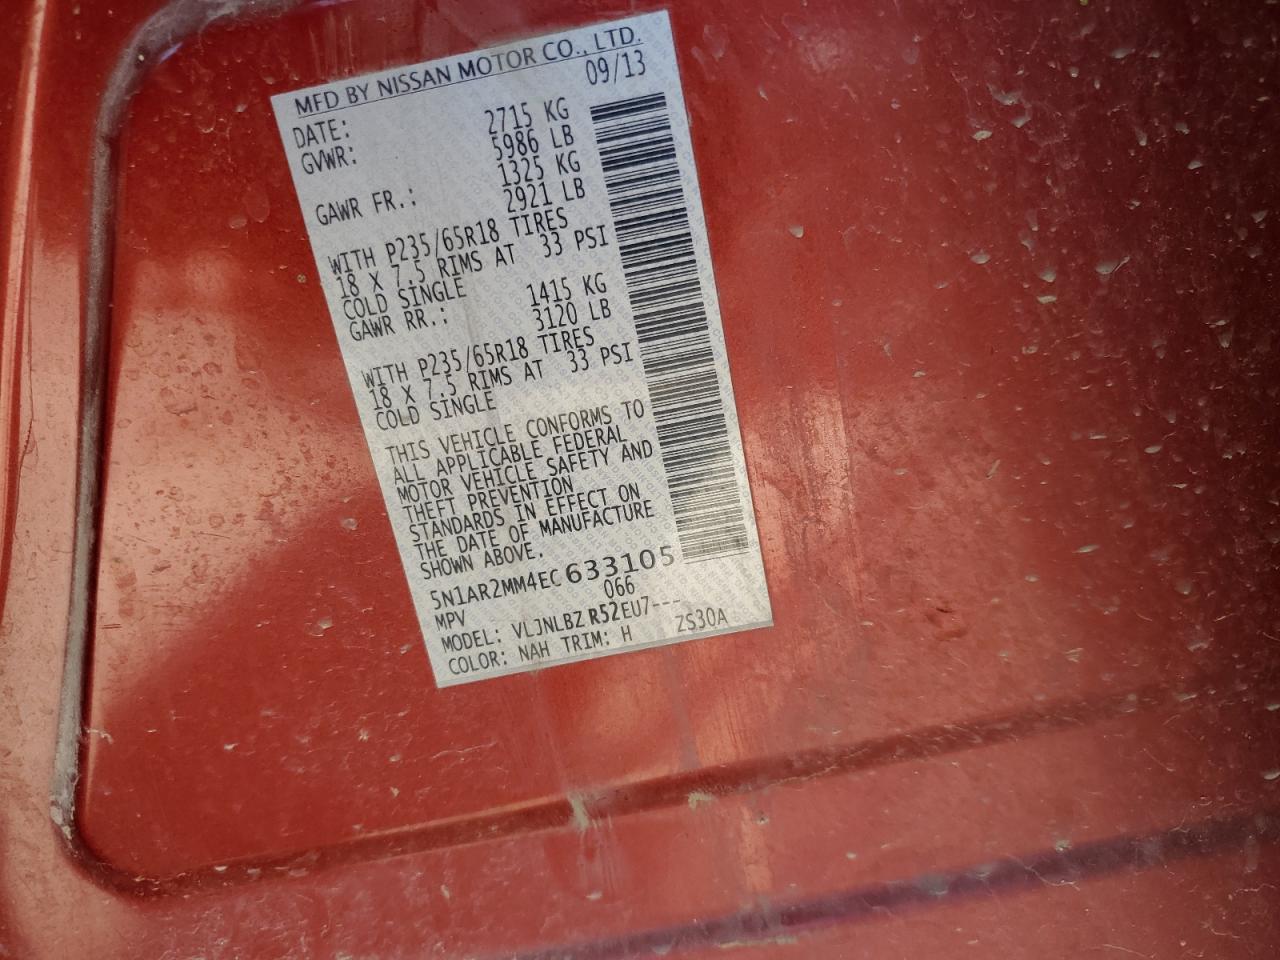 MFD BY NISSAN MOTOR CO., LTD.
DATE: 09/13
GVWR: 2715 KG
5986 LB
GAWR FR.: 1325 KG
2921 LB
WITH P235/65R18 TIRES
18 X 7.5 RIMS AT 33 PSI
COLD SINGLE
GAWR RR.: 1415 KG
3120 LB
WITH P235/65R18 TIRES
18 X 7.5 RIMS AT 33 PSI
COLD SINGLE
THIS VEHICLE CONFORMS TO
ALL APPLICABLE FEDERAL
MOTOR VEHICLE SAFETY AND
THEFT PREVENTION
STANDARDS IN EFFECT ON
THE DATE OF MANUFACTURE
SHOWN ABOVE.
5N1AR2MM4EC633105
MPV 066
MODEL: VLJNLBZ R52EU7---
COLOR: NAH TRIM: H ZS30A